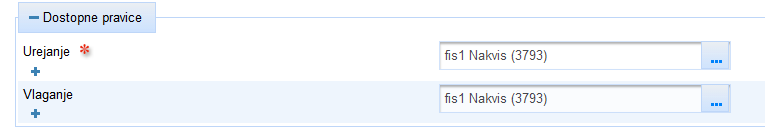 Dostopne pravice
Urejanje * fis1 Nakvis (3793) ...
+
Vlaganje fis1 Nakvis (3793) ...
+